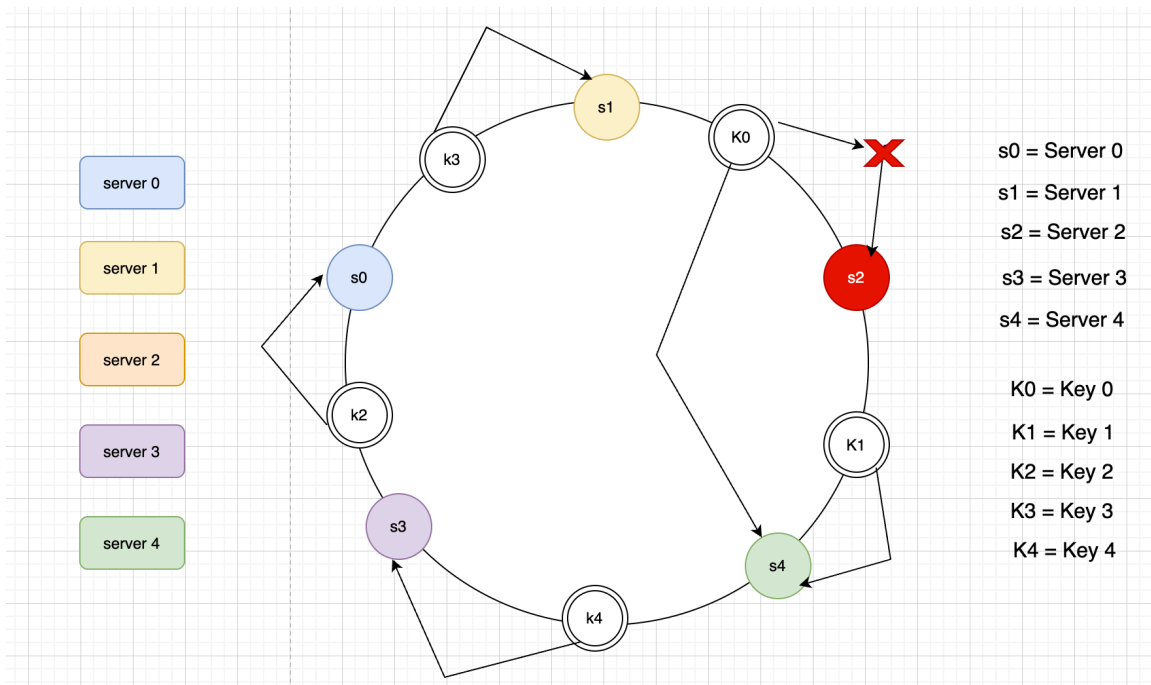 server 0
server 1
server 2
server 3
server 4
s1
K0
k3
s0
s2
k2
K1
s3
s4
k4
s0 = Server 0
s1 = Server 1
s2 = Server 2
s3 = Server 3
s4 = Server 4
K0 = Key 0
K1 = Key 1
K2 = Key 2
K3 = Key 3
K4 = Key 4